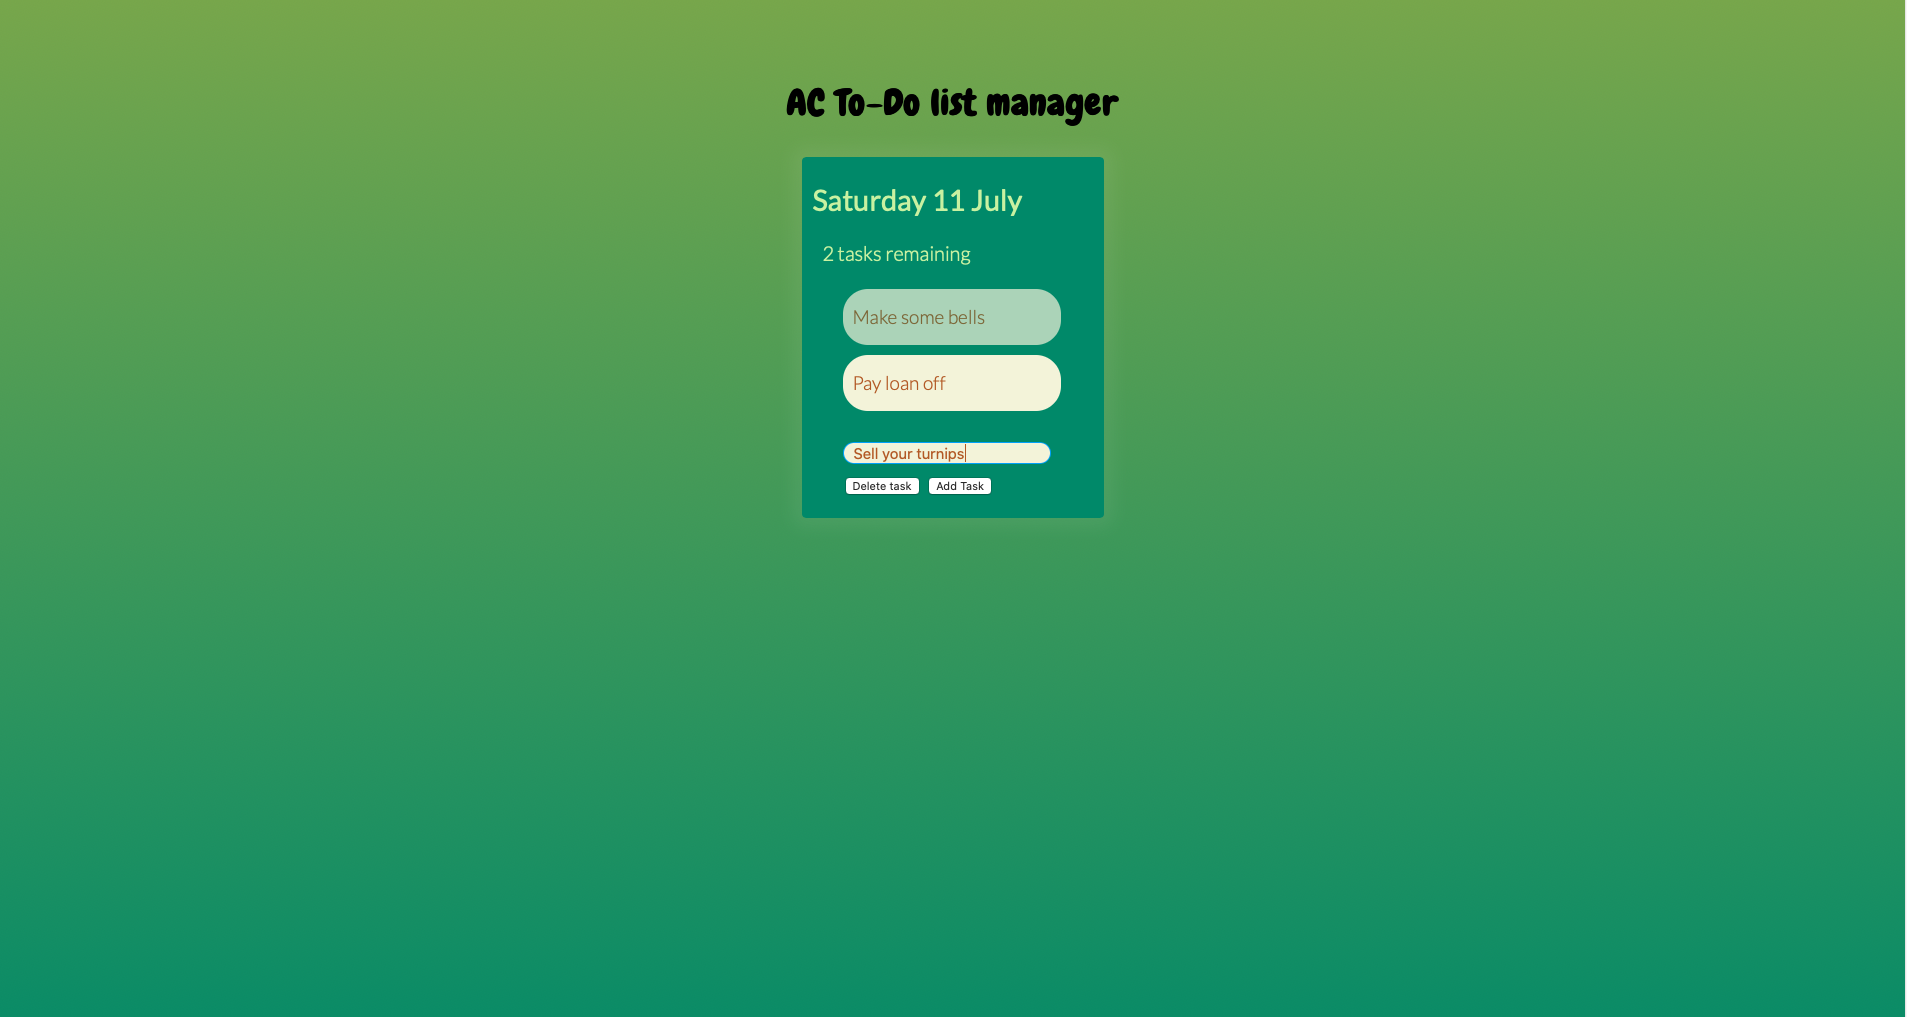 AC To-Do list manager
Saturday 11 July
2 tasks remaining
Make some bells
Pay loan off
Sell your turnips
Delete task Add Task